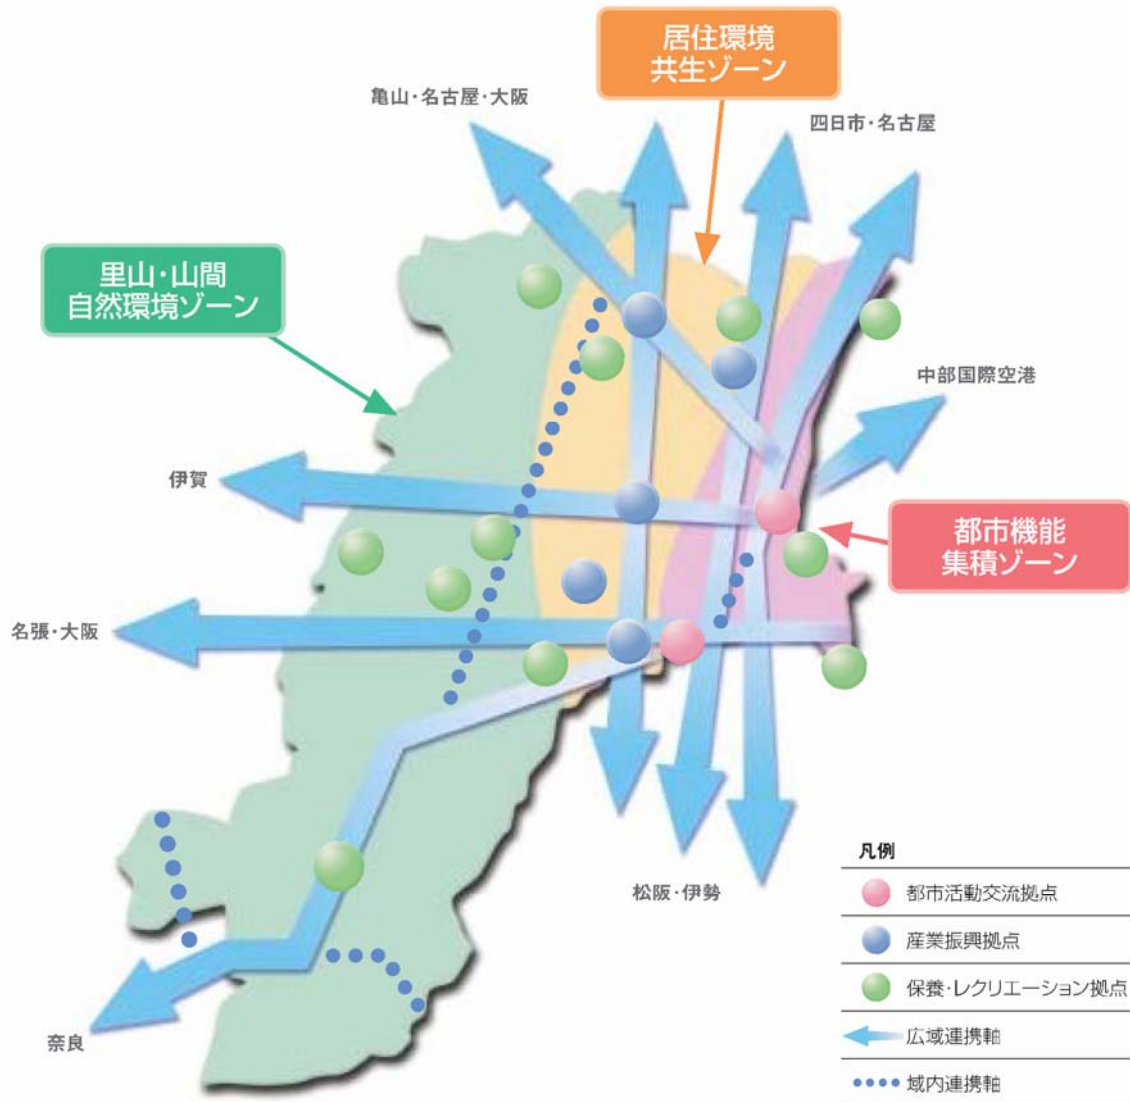 居住環境
共生ゾーン
亀山・名古屋・大阪
四日市・名古屋
里山・山間
自然環境ゾーン
中部国際空港
伊賀
都市機能
集積ゾーン
名張・大阪
松阪・伊勢
奈良
凡例
都市活動交流拠点
産業振興拠点
保養・レクリエーション拠点
広域連携軸
域内連携軸